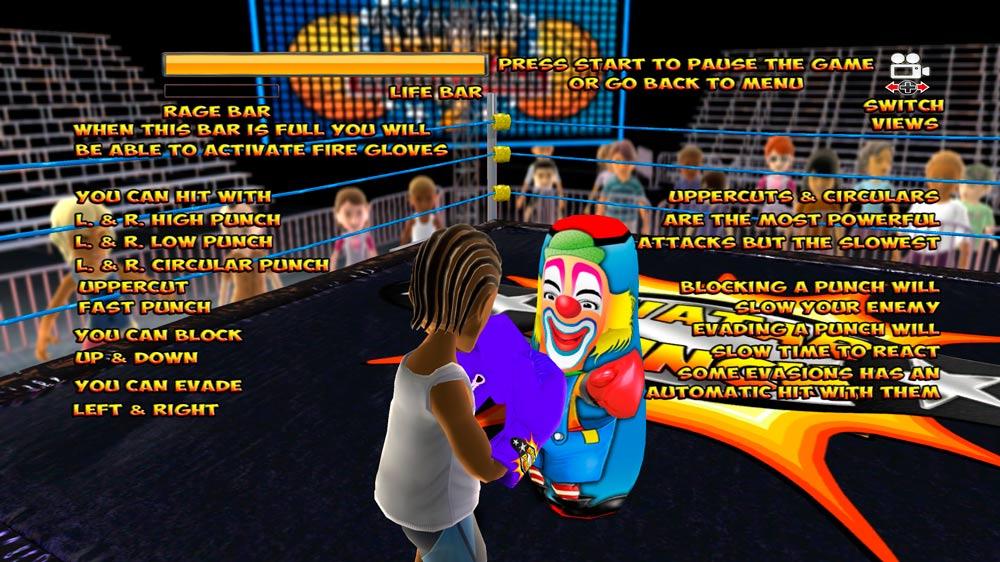 PRESS START TO PAUSE THE GAME
OR GO BACK TO MENU
LIFE BAR
SWITCH
VIEWS
RAGE BAR
WHEN THIS BAR IS FULL YOU WILL
BE ABLE TO ACTIVATE FIRE GLOVES
YOU CAN HIT WITH
L. & R. HIGH PUNCH
L. & R. LOW PUNCH
L. & R. CIRCULAR PUNCH
UPPERCUT
FAST PUNCH
YOU CAN BLOCK
UP & DOWN
YOU CAN EVADE
LEFT & RIGHT
UPPERCUTS & CIRCULARS
ARE THE MOST POWERFUL
ATTACKS BUT THE SLOWEST
BLOCKING A PUNCH WILL
SLOW YOUR ENEMY
EVADING A PUNCH WILL
SLOW TIME TO REACT
SOME EVASIONS HAS AN
AUTOMATIC HIT WITH THEM